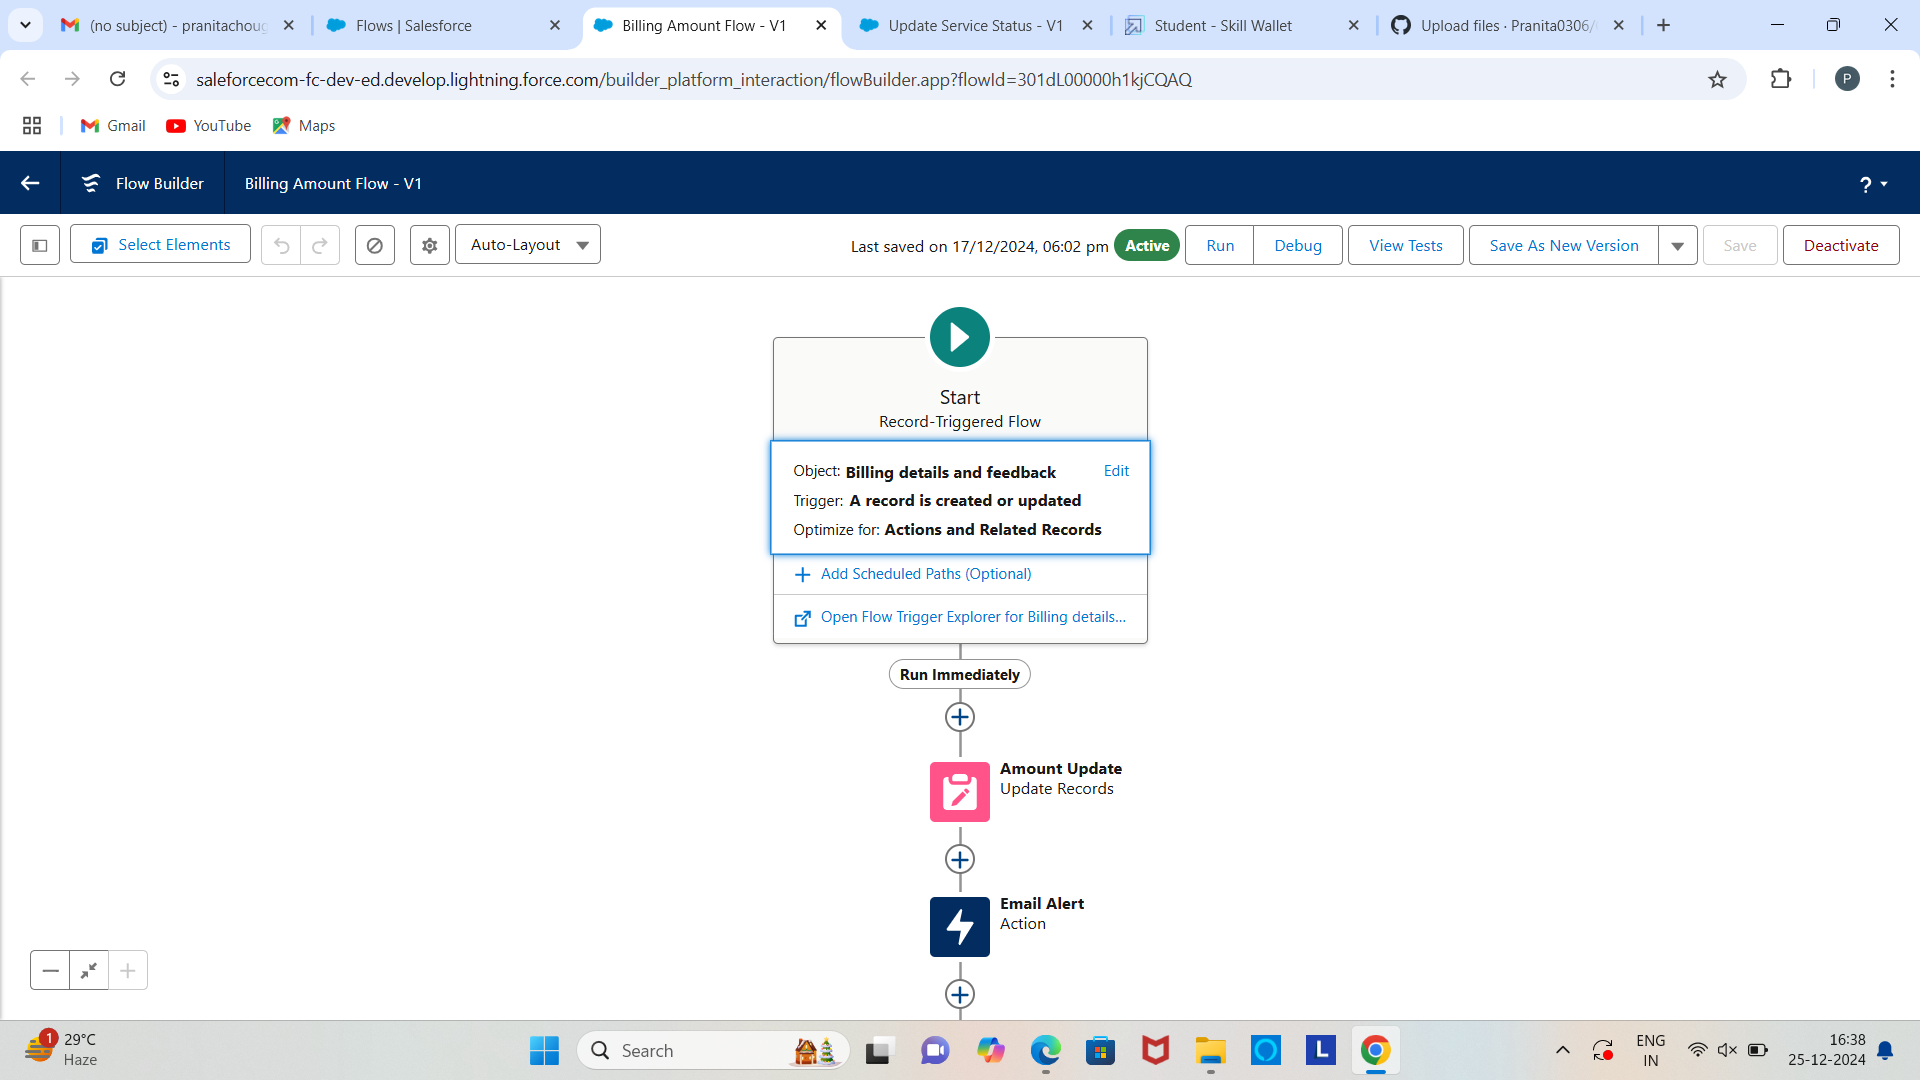 (no subject) - pranitachoug
Flows | Salesforce
Billing Amount Flow - V1
Update Service Status - V1
Student - Skill Wallet
Upload files · Pranita0306/
saleforcecom-fc-dev-ed.develop.lightning.force.com/builder_platform_interaction/flowBuilder.app?flowId=301dL00000h1kjCQAQ
P
Gmail
YouTube
Maps
Flow Builder
Billing Amount Flow - V1
?
Select Elements
Auto-Layout
Last saved on 17/12/2024, 06:02 pm
Active
Run
Debug
View Tests
Save As New Version
Save
Deactivate
Start
Record-Triggered Flow
Object: Billing details and feedback
Edit
Trigger: A record is created or updated
Optimize for: Actions and Related Records
Add Scheduled Paths (Optional)
Open Flow Trigger Explorer for Billing details...
Run Immediately
Amount Update
Update Records
Email Alert
Action
1
29°C
Haze
Search
L
ENG
IN
16:38
25-12-2024